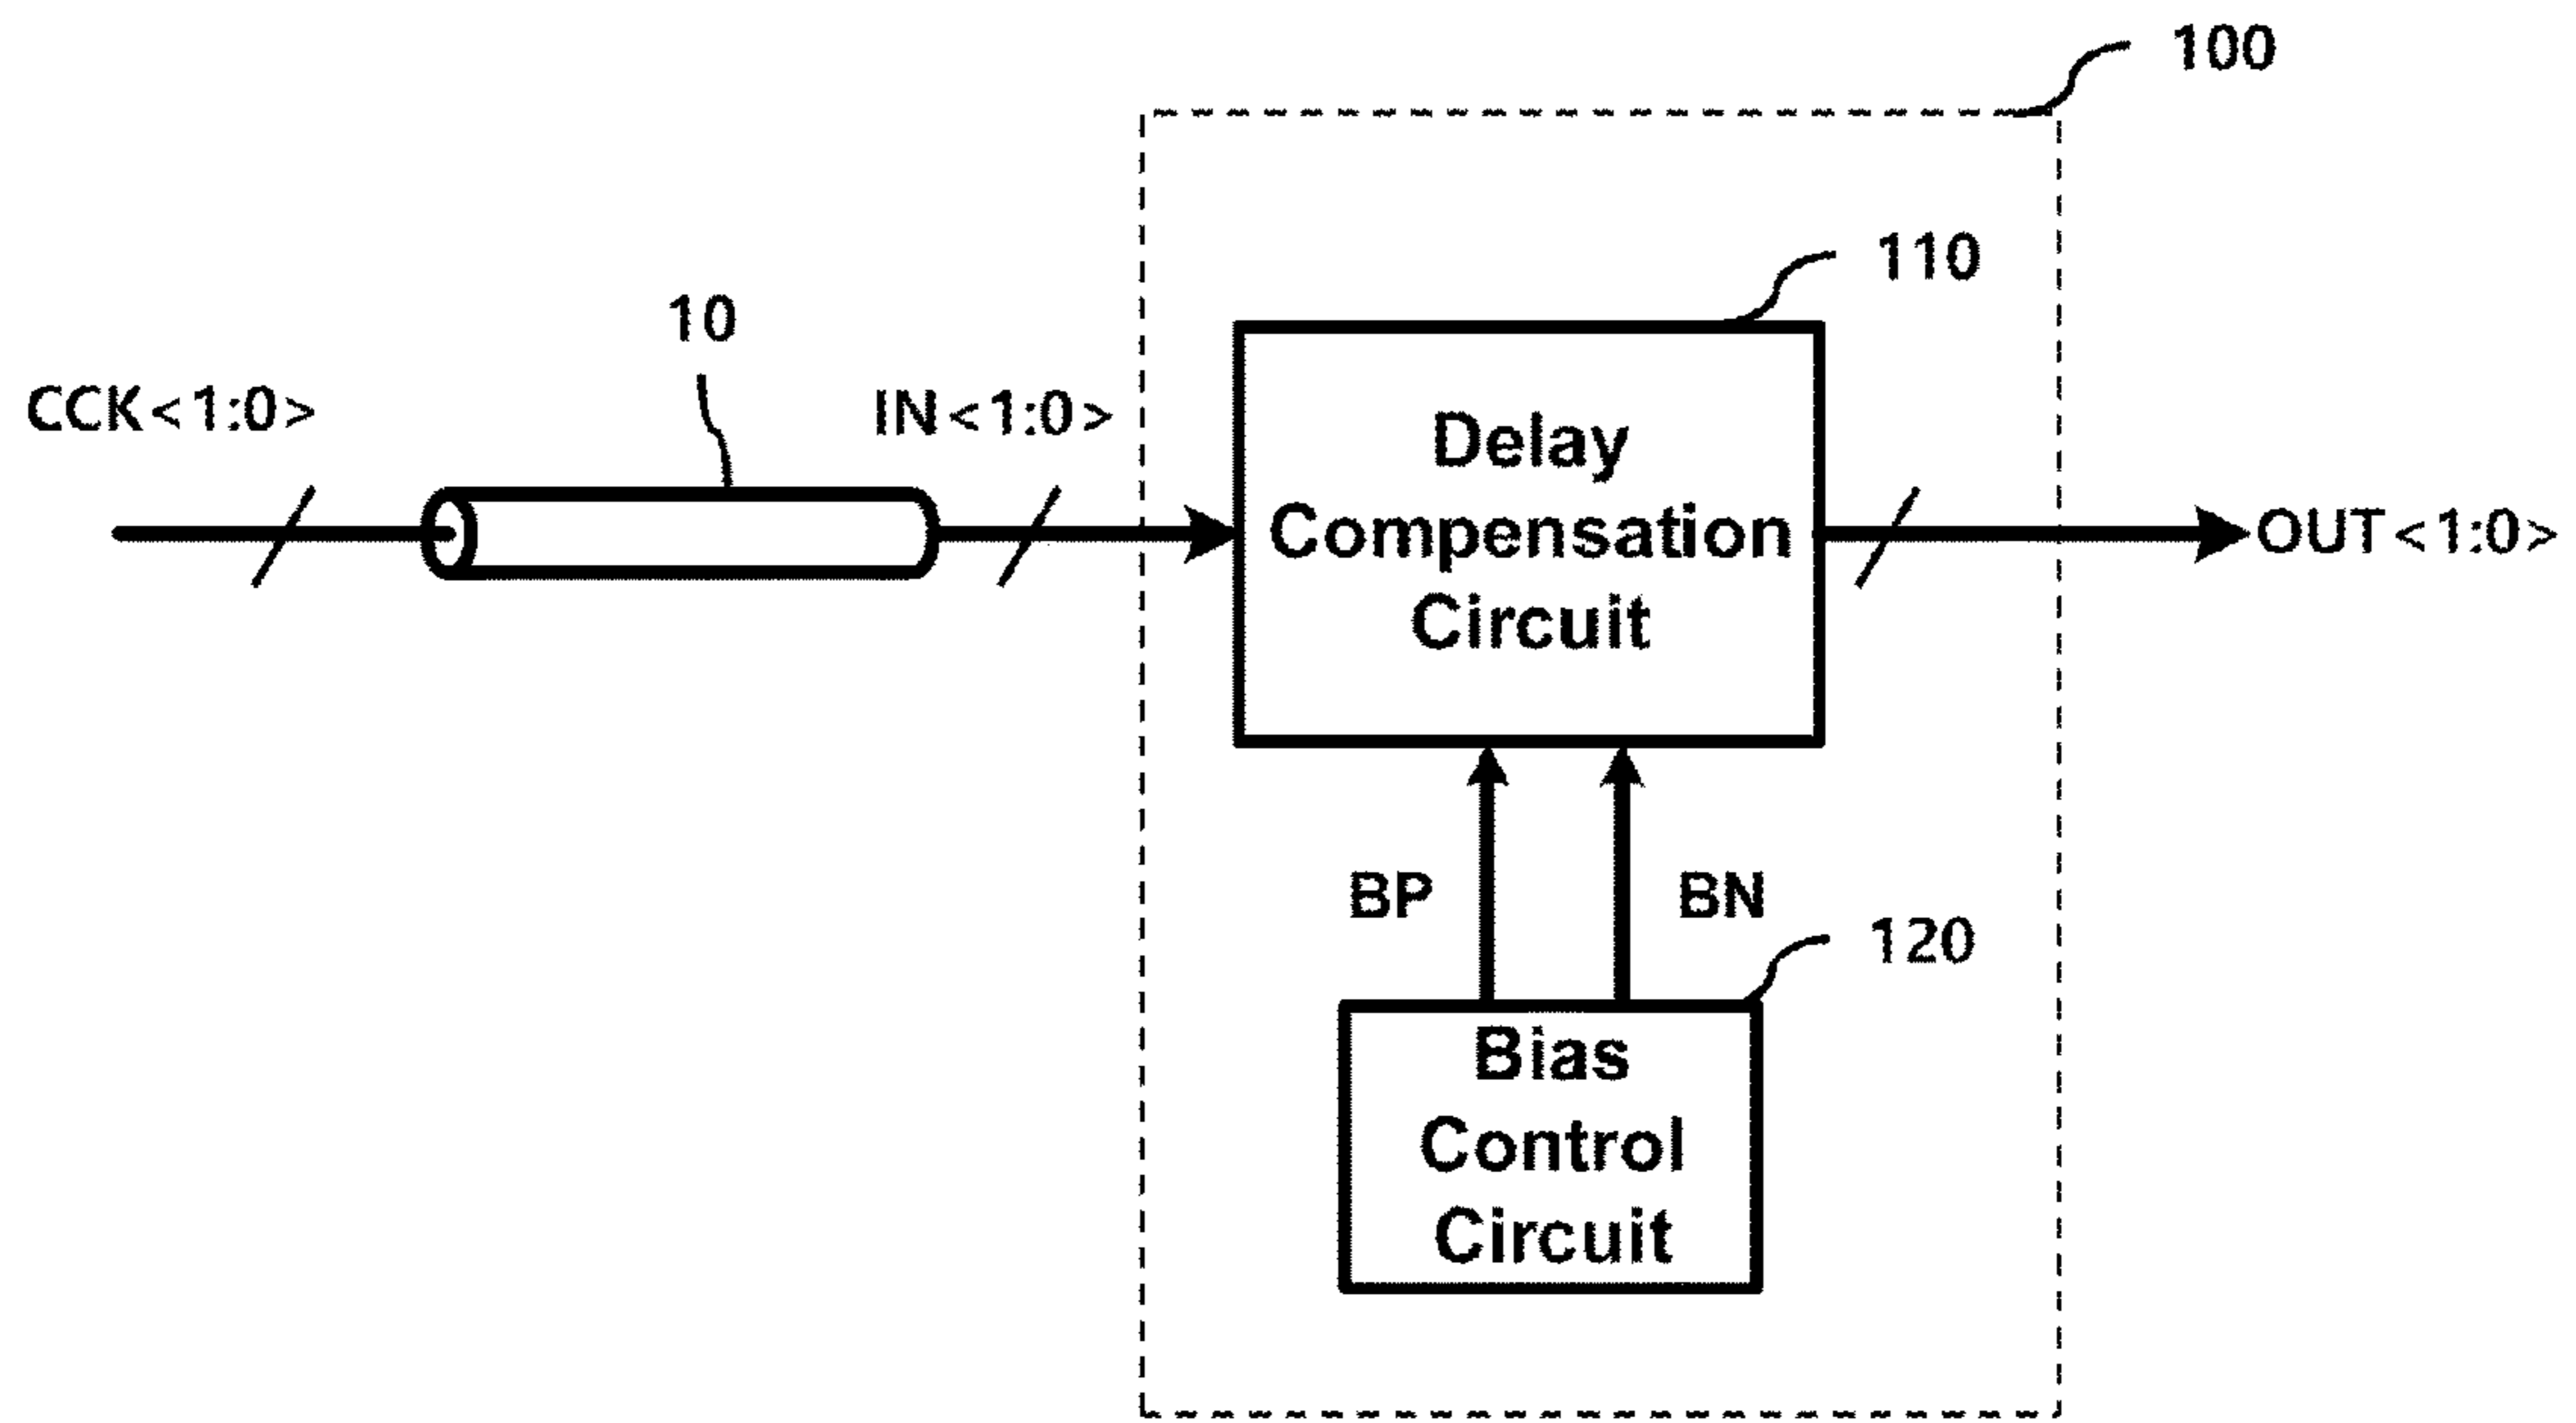 100
110
10
CCK<1:0>
IN<1:0>
Delay
Compensation
Circuit
OUT<1:0>
BP
BN
120
Bias
Control
Circuit